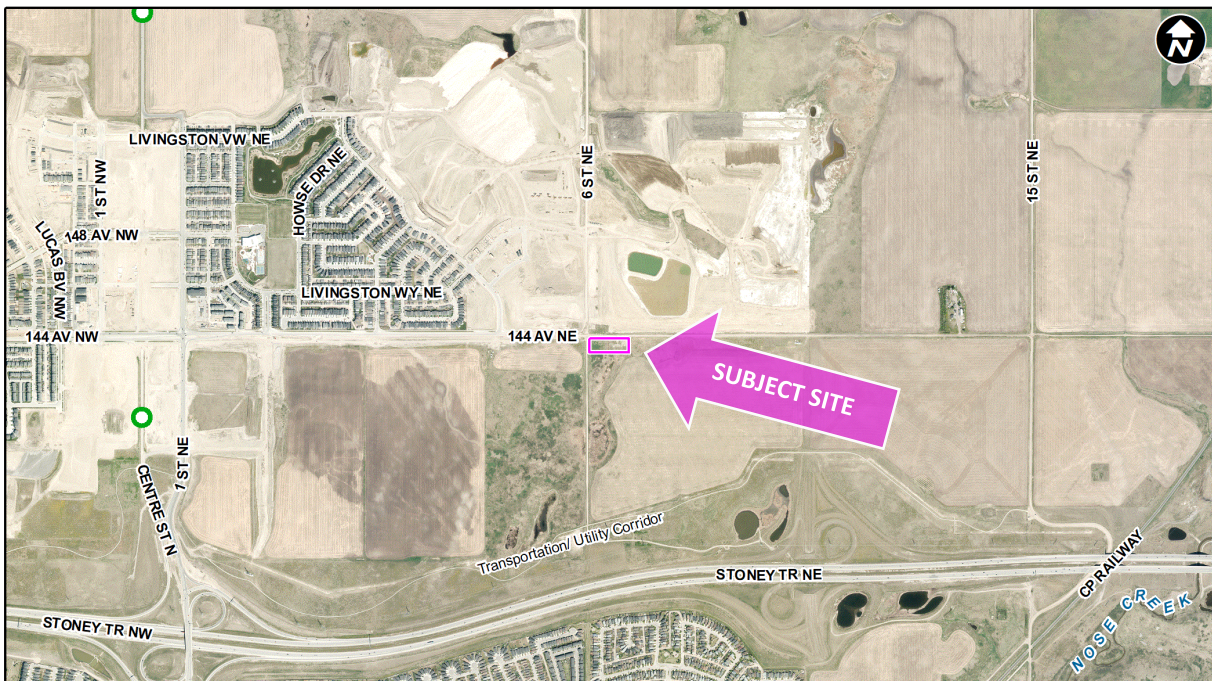 N
LIVINGSTON VW NE
HOWSE DR NE
1 ST NW
6 ST NE
15 ST NE
LUCAS BV NW
148 AV NW
LIVINGSTON WY NE
144 AV NW
144 AV NE
SUBJECT SITE
1 ST NE
CENTRE ST N
Transportation/ Utility Corridor
STONEY TR NE
CP RAILWAY
NOSE CREEK
STONEY TR NW